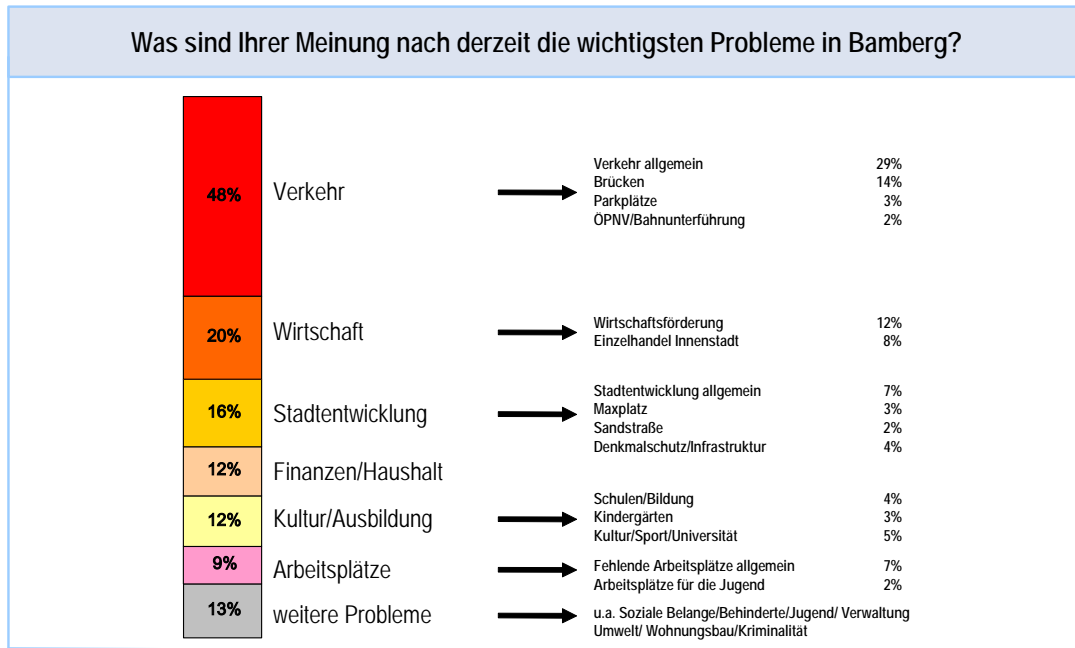 Was sind Ihrer Meinung nach derzeit die wichtigsten Probleme in Bamberg?
48% Verkehr
Verkehr allgemein 29%
Brücken 14%
Parkplätze 3%
ÖPNV/Bahnunterführung 2%
20% Wirtschaft
Wirtschaftsförderung 12%
Einzelhandel Innenstadt 8%
16% Stadtentwicklung
Stadtentwicklung allgemein 7%
Maxplatz 3%
Sandstraße 2%
Denkmalschutz/Infrastruktur 4%
12% Finanzen/Haushalt
12% Kultur/Ausbildung
Schulen/Bildung 4%
Kindergärten 3%
Kultur/Sport/Universität 5%
9% Arbeitsplätze
Fehlende Arbeitsplätze allgemein 7%
Arbeitsplätze für die Jugend 2%
13% weitere Probleme
u.a. Soziale Belange/Behinderte/Jugend/ Verwaltung
Umwelt/ Wohnungsbau/Kriminalität